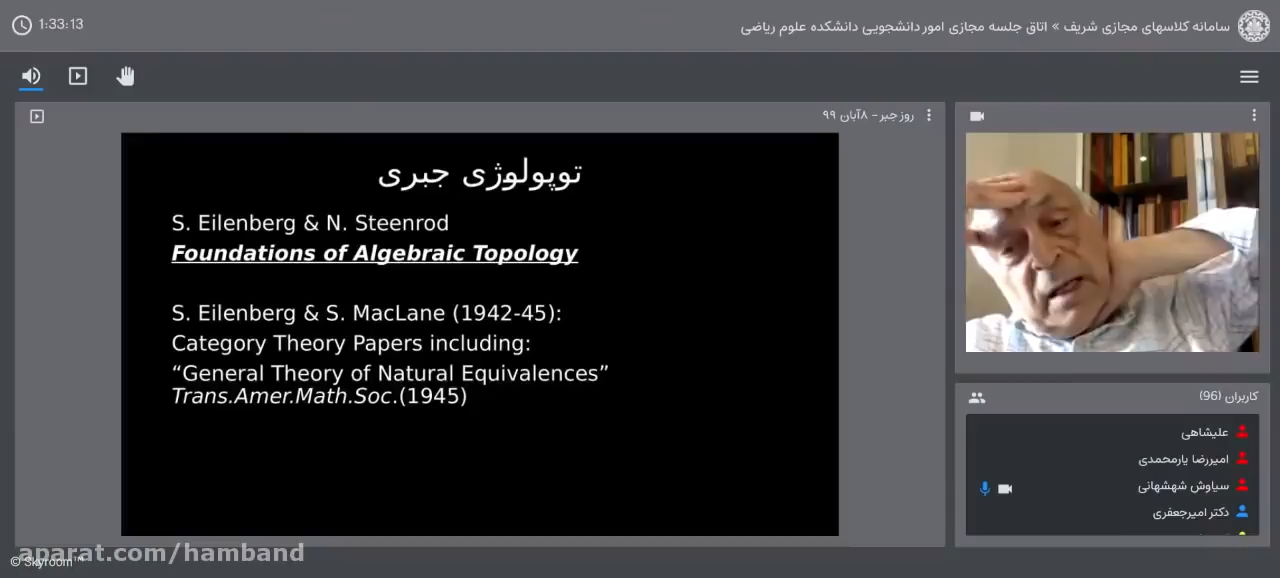 1:33:13
سامانه کلاسهای مجازی شریف » اتاق جلسه مجازی امور دانشجویی دانشکده علوم ریاضی
روز جبر - ۸آبان ۹۹
توپولوژی جبری
S. Eilenberg & N. Steenrod
Foundations of Algebraic Topology
S. Eilenberg & S. MacLane (1942-45):
Category Theory Papers including:
“General Theory of Natural Equivalences”
Trans.Amer.Math.Soc.(1945)
کاربران (96)
علیشاهی
امیررضا یارمحمدی
سیاوش شهشهانی
دکتر امیرجعفری
aparat.com/hamband
© Skyroom™